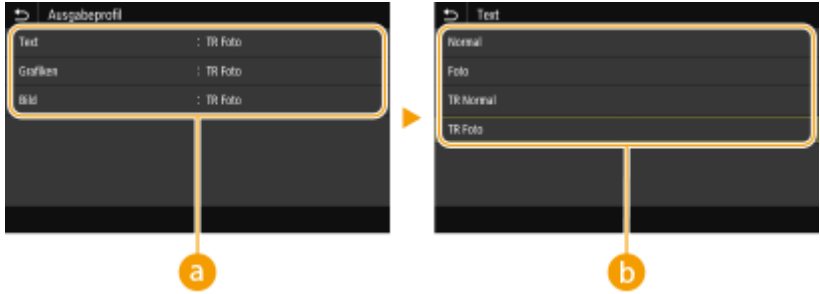 Ausgabeprofil
Text : TR Foto
Grafiken : TR Foto
Bild : TR Foto
a
Text
Normal
Foto
TR Normal
TR Foto
b